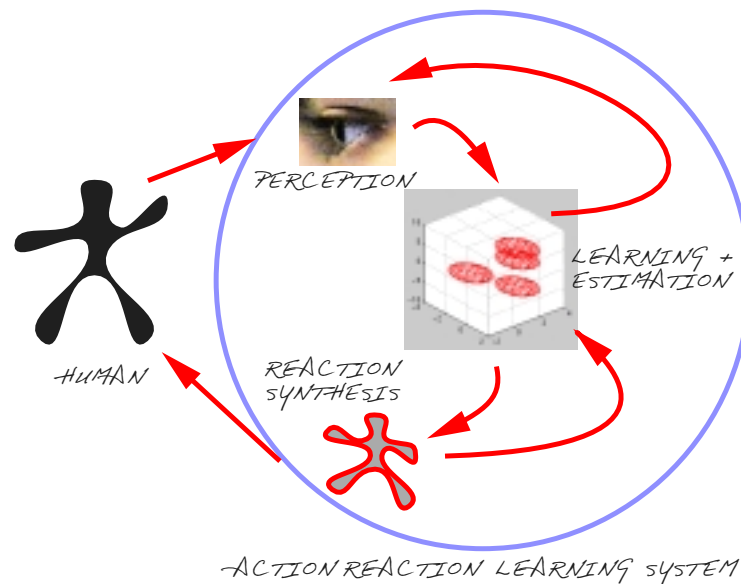 PERCEPTION
LEARNING +
ESTIMATION
REACTION
SYNTHESIS
HUMAN
ACTION REACTION LEARNING SYSTEM